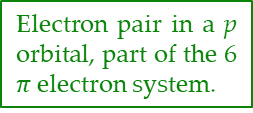 Electron pair in a p
orbital, part of the 6
π electron system.